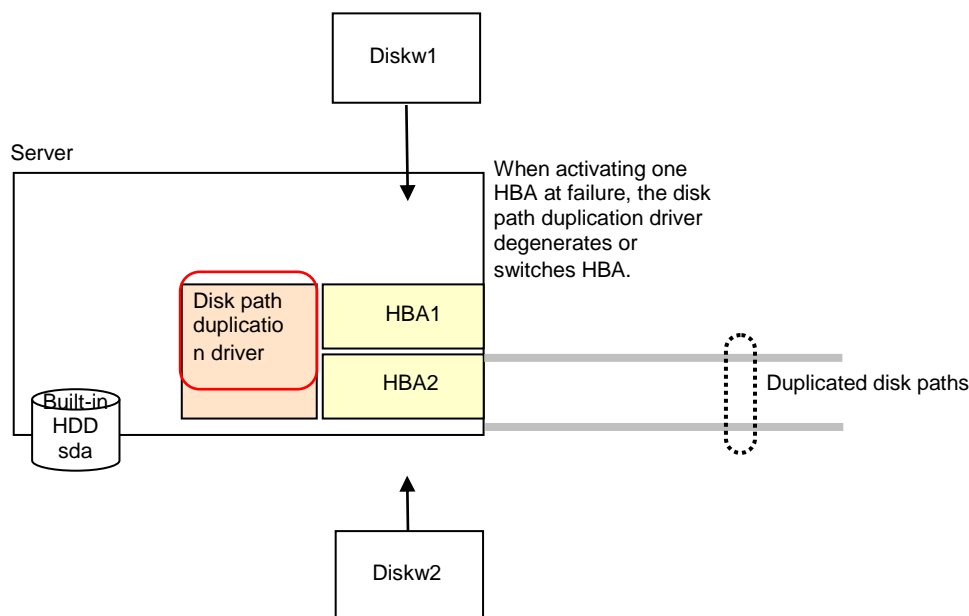 Diskw1
Server
When activating one
HBA at failure, the disk
path duplication driver
degenerates or
switches HBA.
Disk path
duplicatio
n driver
HBA1
HBA2
Duplicated disk paths
Built-in
HDD
sda
Diskw2